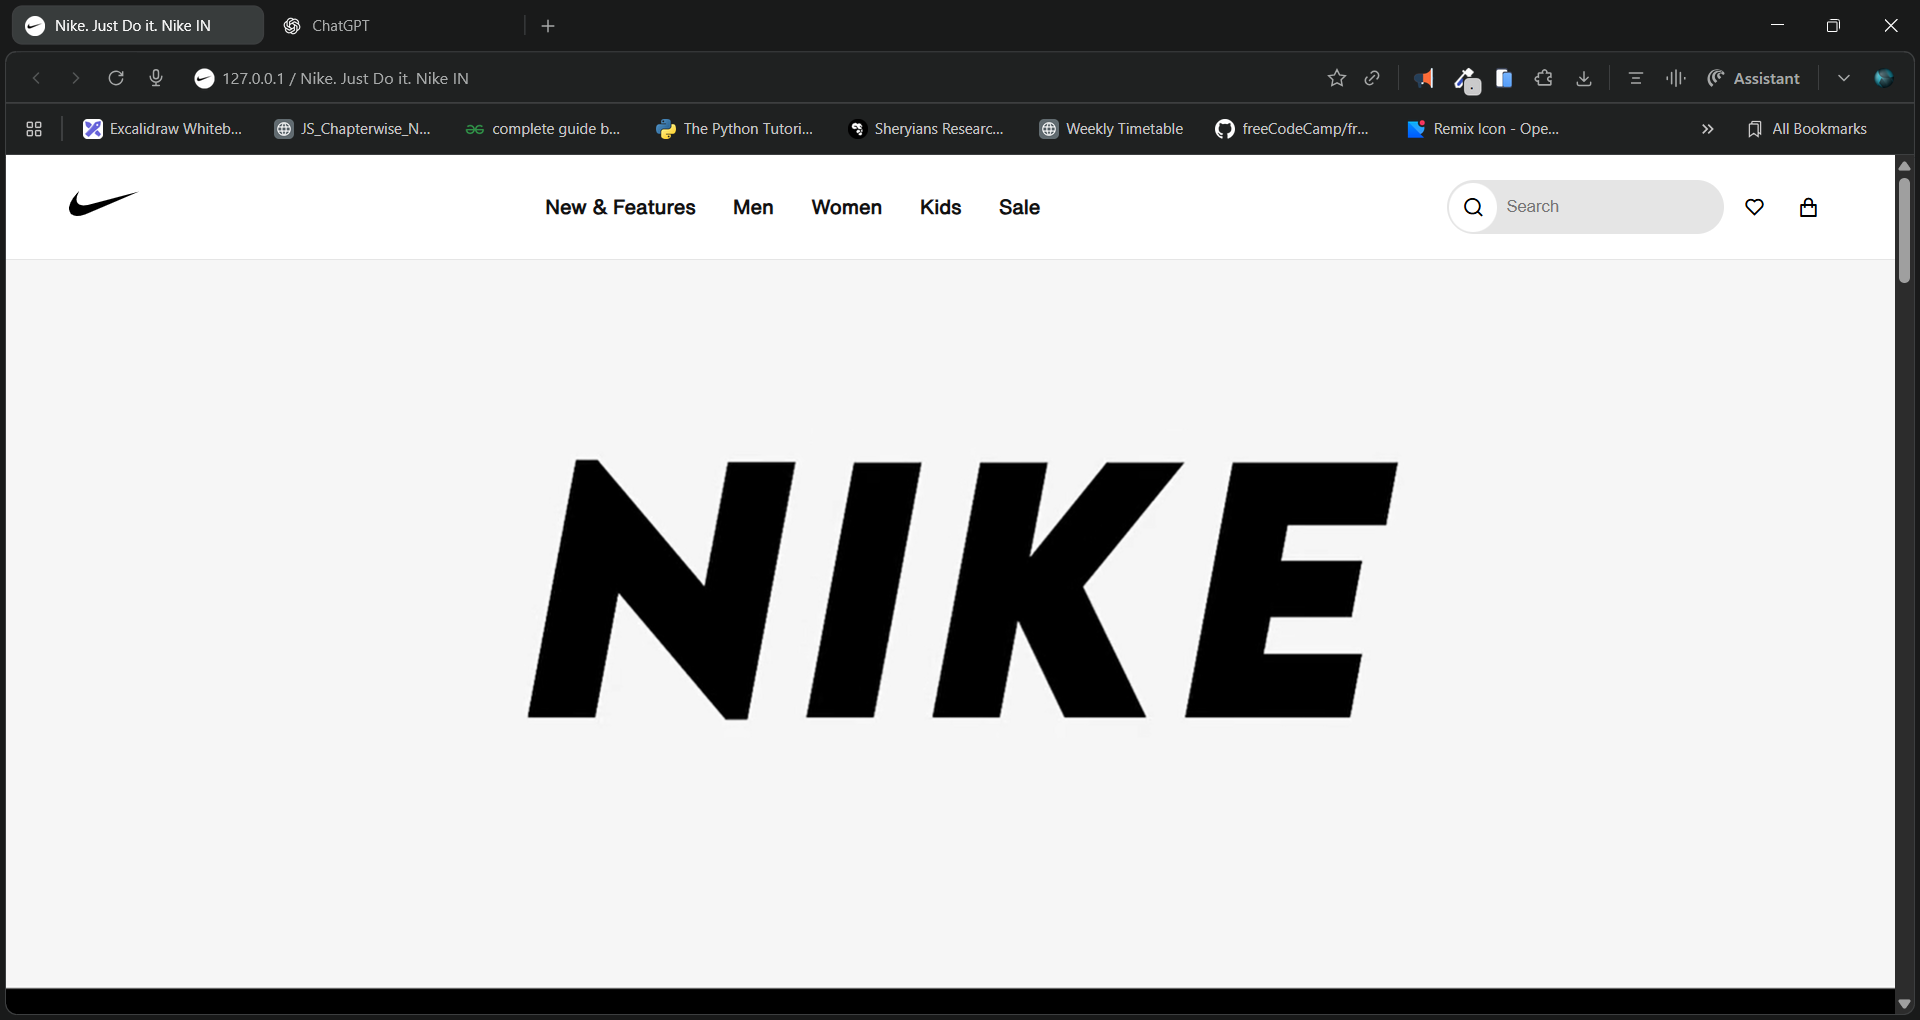 Nike. Just Do it. Nike IN
ChatGPT
127.0.0.1 / Nike. Just Do it. Nike IN
Assistant
Excalidraw Whiteb...
JS_Chapterwise_N...
complete guide b...
The Python Tutori...
Sheryians Researc...
Weekly Timetable
freeCodeCamp/fr...
Remix Icon - Ope...
All Bookmarks
New & Features
Men
Women
Kids
Sale
Search
NIKE